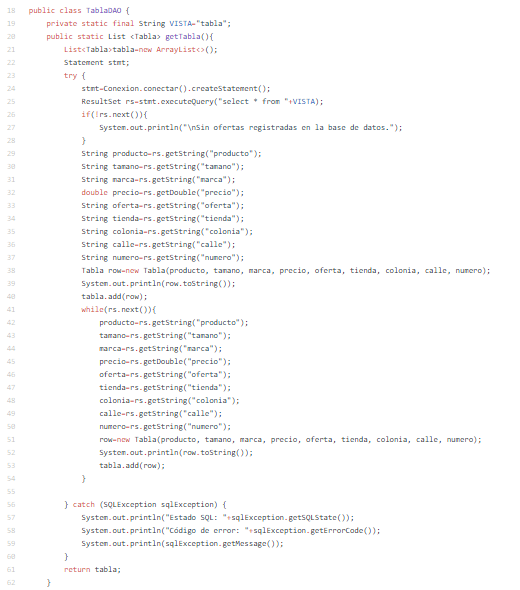 18 public class TablaDAO {
19     private static final String VISTA="tabla";
20     public static List <Tabla> getTabla(){
21         List<Tabla>tabla=new ArrayList<>();
22         Statement stmt;
23         try {
24             stmt=Conexion.conectar().createStatement();
25             ResultSet rs=stmt.executeQuery("select * from "+VISTA);
26             if(!rs.next()){
27                 System.out.println("\nSin ofertas registradas en la base de datos.");
28             }
29             String producto=rs.getString("producto");
30             String tamano=rs.getString("tamano");
31             String marca=rs.getString("marca");
32             double precio=rs.getDouble("precio");
33             String oferta=rs.getString("oferta");
34             String tienda=rs.getString("tienda");
35             String colonia=rs.getString("colonia");
36             String calle=rs.getString("calle");
37             String numero=rs.getString("numero");
38             Tabla row=new Tabla(producto, tamano, marca, precio, oferta, tienda, colonia, calle, numero);
39             System.out.println(row.toString());
40             tabla.add(row);
41             while(rs.next()){
42                 producto=rs.getString("producto");
43                 tamano=rs.getString("tamano");
44                 marca=rs.getString("marca");
45                 precio=rs.getDouble("precio");
46                 oferta=rs.getString("oferta");
47                 tienda=rs.getString("tienda");
48                 colonia=rs.getString("colonia");
49                 calle=rs.getString("calle");
50                 numero=rs.getString("numero");
51                 row=new Tabla(producto, tamano, marca, precio, oferta, tienda, colonia, calle, numero);
52                 System.out.println(row.toString());
53                 tabla.add(row);
54             }
55
56         } catch (SQLException sqlException) {
57             System.out.println("Estado SQL: "+sqlException.getSQLState());
58             System.out.println("Código de error: "+sqlException.getErrorCode());
59             System.out.println(sqlException.getMessage());
60         }
61         return tabla;
62     }